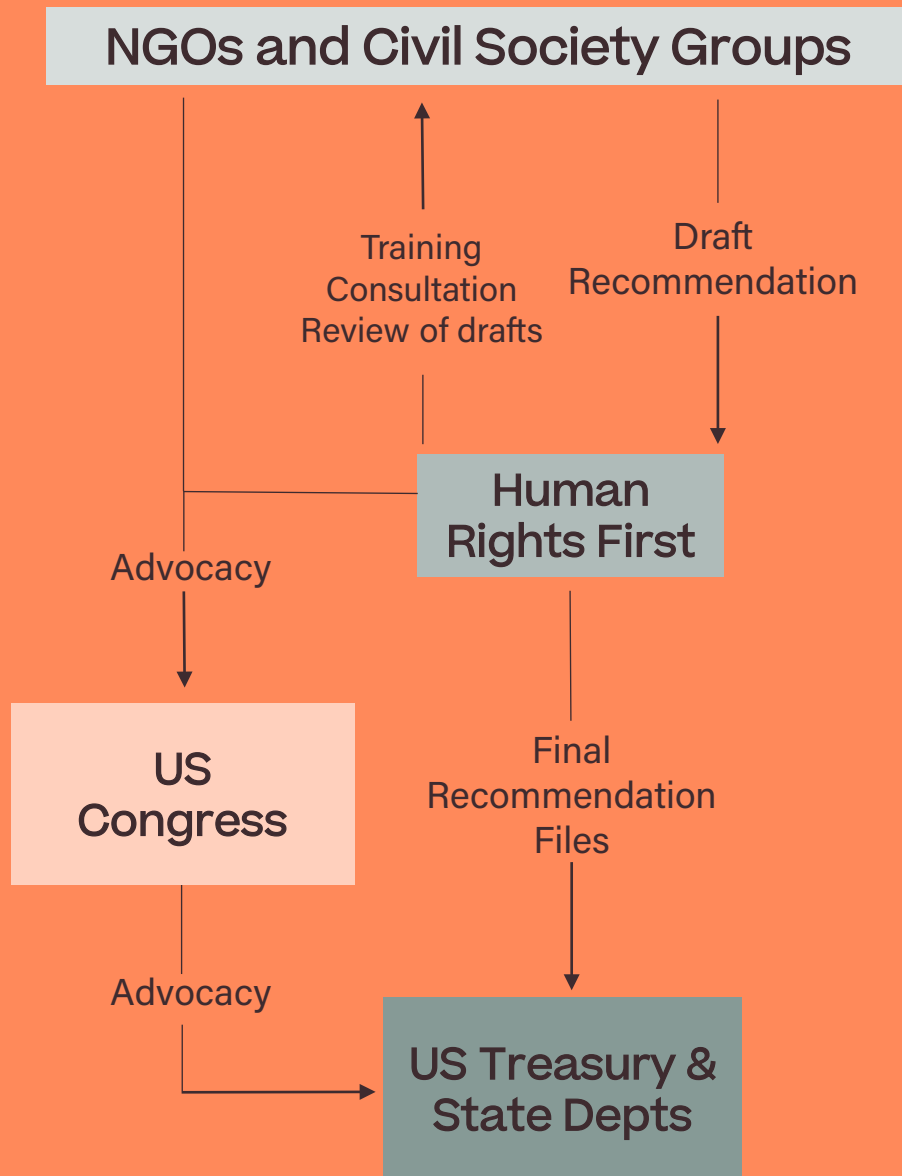 NGOs and Civil Society Groups
Training
Consultation
Review of drafts
Draft
Recommendation
Human
Rights First
Advocacy
US
Congress
Final
Recommendation
Files
Advocacy
US Treasury &
State Depts